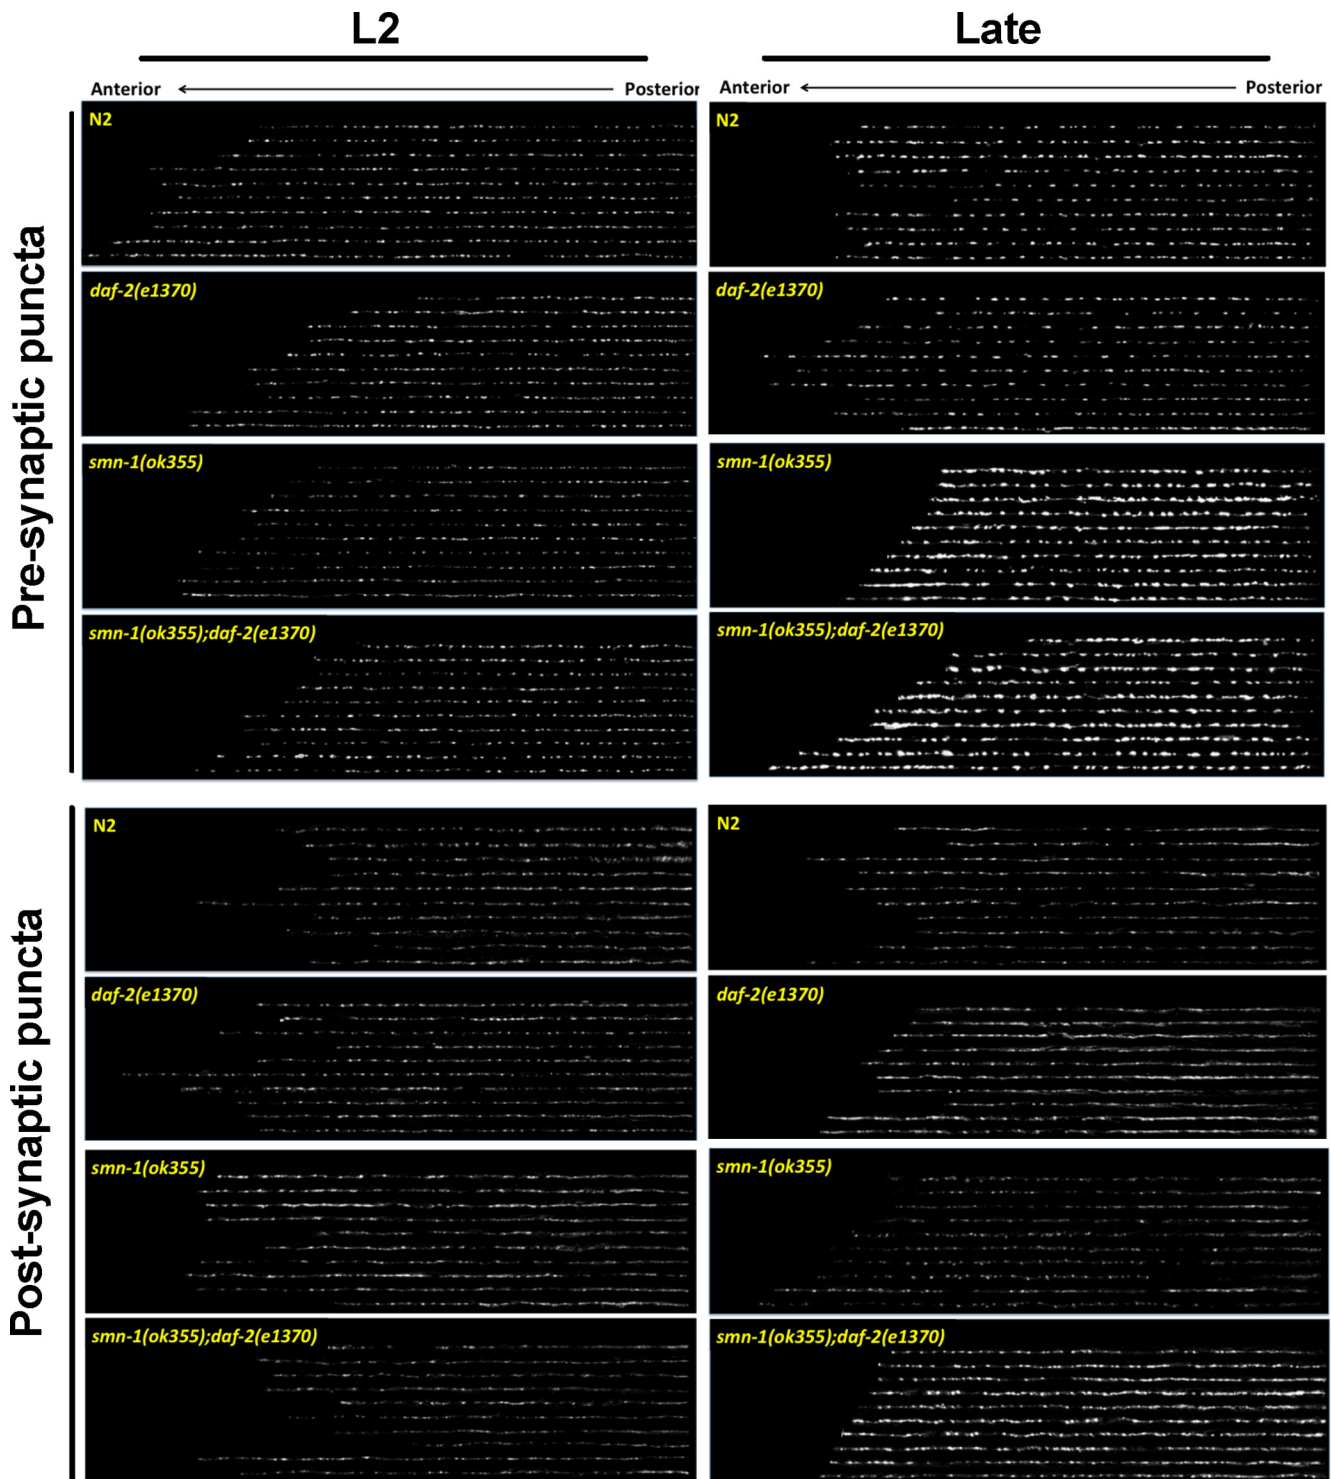 L2
Late
Anterior
Posterior
Anterior
Posterior
Pre-synaptic puncta
N2
N2
daf-2(e1370)
daf-2(e1370)
smn-1(ok355)
smn-1(ok355)
smn-1(ok355);daf-2(e1370)
smn-1(ok355);daf-2(e1370)
Post-synaptic puncta
N2
N2
daf-2(e1370)
daf-2(e1370)
smn-1(ok355)
smn-1(ok355)
smn-1(ok355);daf-2(e1370)
smn-1(ok355);daf-2(e1370)